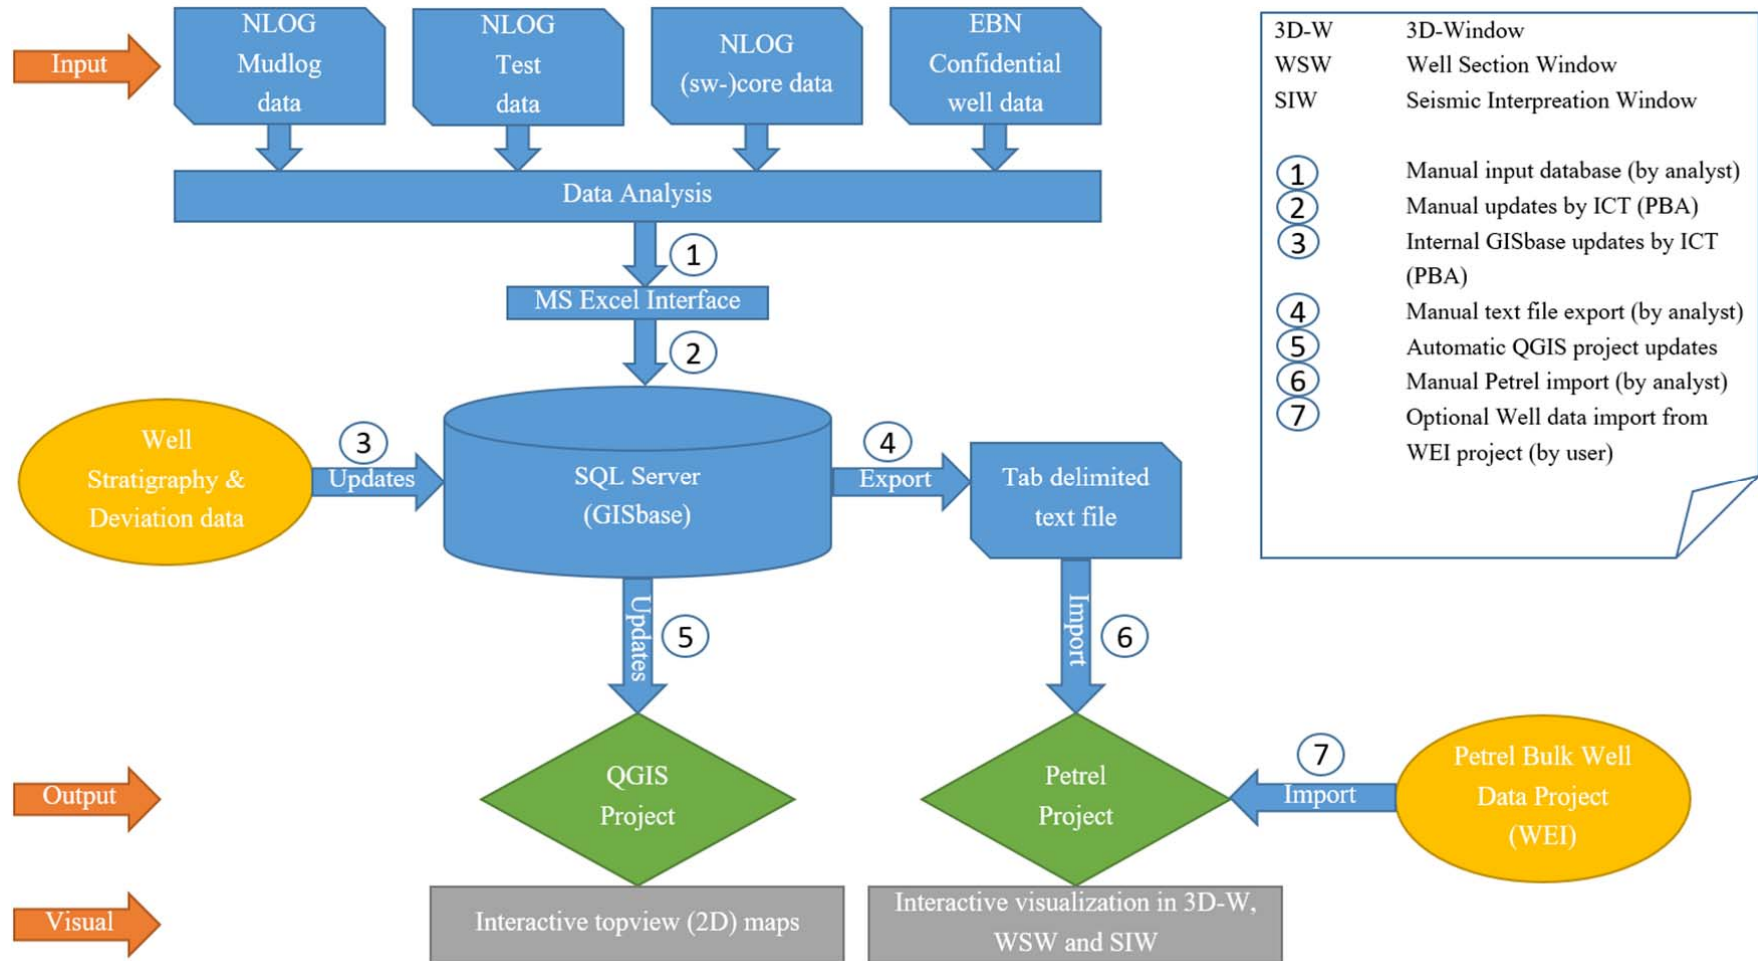 Input
NLOG
Mudlog
data
NLOG
Test
data
NLOG
(sw-)core data
EBN
Confidential
well data
Data Analysis
1
MS Excel Interface
2
Well
Stratigraphy &
Deviation data
3
Updates
SQL Server
(GISbase)
4
Export
Tab delimited
text file
Updates
5
Import
6
Output
QGIS
Project
Petrel
Project
7
Import
Petrel Bulk Well
Data Project
(WEI)
Visual
Interactive topview (2D) maps
Interactive visualization in 3D-W,
WSW and SIW
3D-W 3D-Window
WSW Well Section Window
SIW Seismic Interpreation Window
1 Manual input database (by analyst)
2 Manual updates by ICT (PBA)
3 Internal GISbase updates by ICT
(PBA)
4 Manual text file export (by analyst)
5 Automatic QGIS project updates
6 Manual Petrel import (by analyst)
7 Optional Well data import from
WEI project (by user)